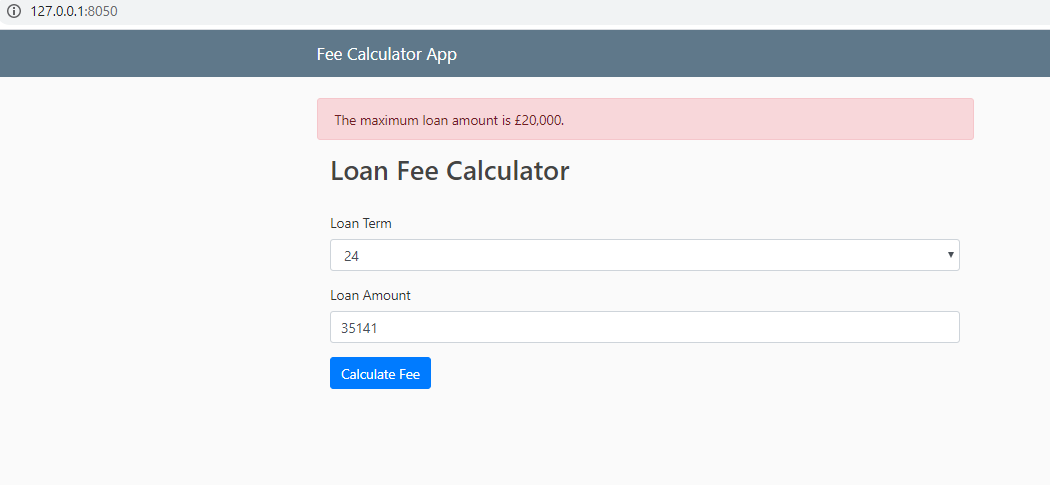 127.0.0.1:8050
Fee Calculator App
The maximum loan amount is £20,000.
Loan Fee Calculator
Loan Term
24
Loan Amount
35141
Calculate Fee